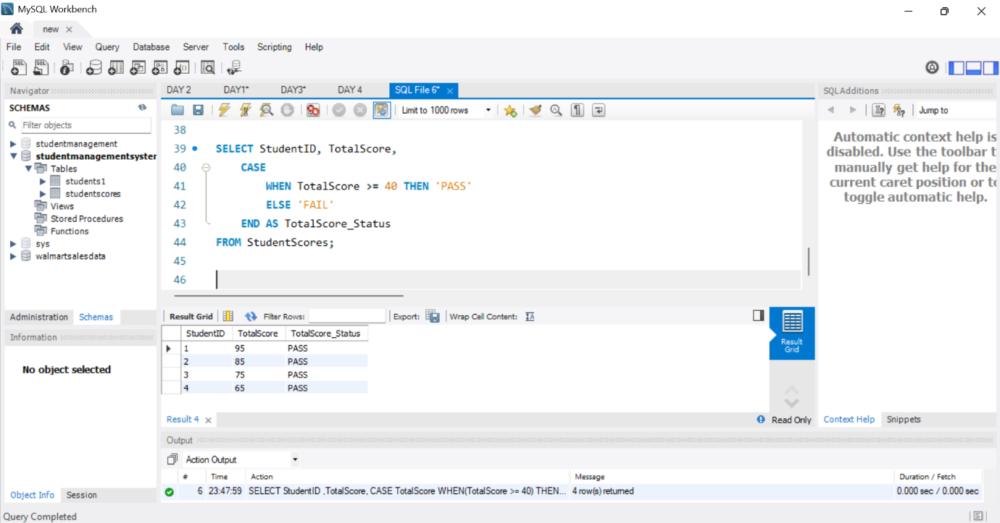 MySQL Workbench
new
File Edit View Query Database Server Tools Scripting Help
Navigator
SCHEMAS
Filter objects
studentmanagement
studentmanagementsyster
Tables
students1
studentscores
Views
Stored Procedures
Functions
sys
walmartsalesdata
Administration Schemas
Information
No object selected
Object Info Session
DAY 2 DAY1* DAY3* DAY 4 SQL File 6*
Limit to 1000 rows
38
39 SELECT StudentID, TotalScore,
40 CASE
41 WHEN TotalScore >= 40 THEN 'PASS'
42 ELSE 'FAIL'
43 END AS TotalScore_Status
44 FROM StudentScores;
45
46
Result Grid Filter Rows: Export: Wrap Cell Content:
StudentID TotalScore TotalScore_Status
1 95 PASS
2 85 PASS
3 75 PASS
4 65 PASS
Result Grid
Result 4
Read Only
SQLAdditions
Jump to
Automatic context help is
disabled. Use the toolbar t
manually get help for the
current caret position or to
toggle automatic help.
Context Help Snippets
Output
Action Output
# Time Action Message Duration / Fetch
6 23:47:59 SELECT StudentID ,TotalScore, CASE TotalScore WHEN(TotalScore >= 40) THEN... 4 row(s) returned 0.000 sec / 0.000 sec
Query Completed